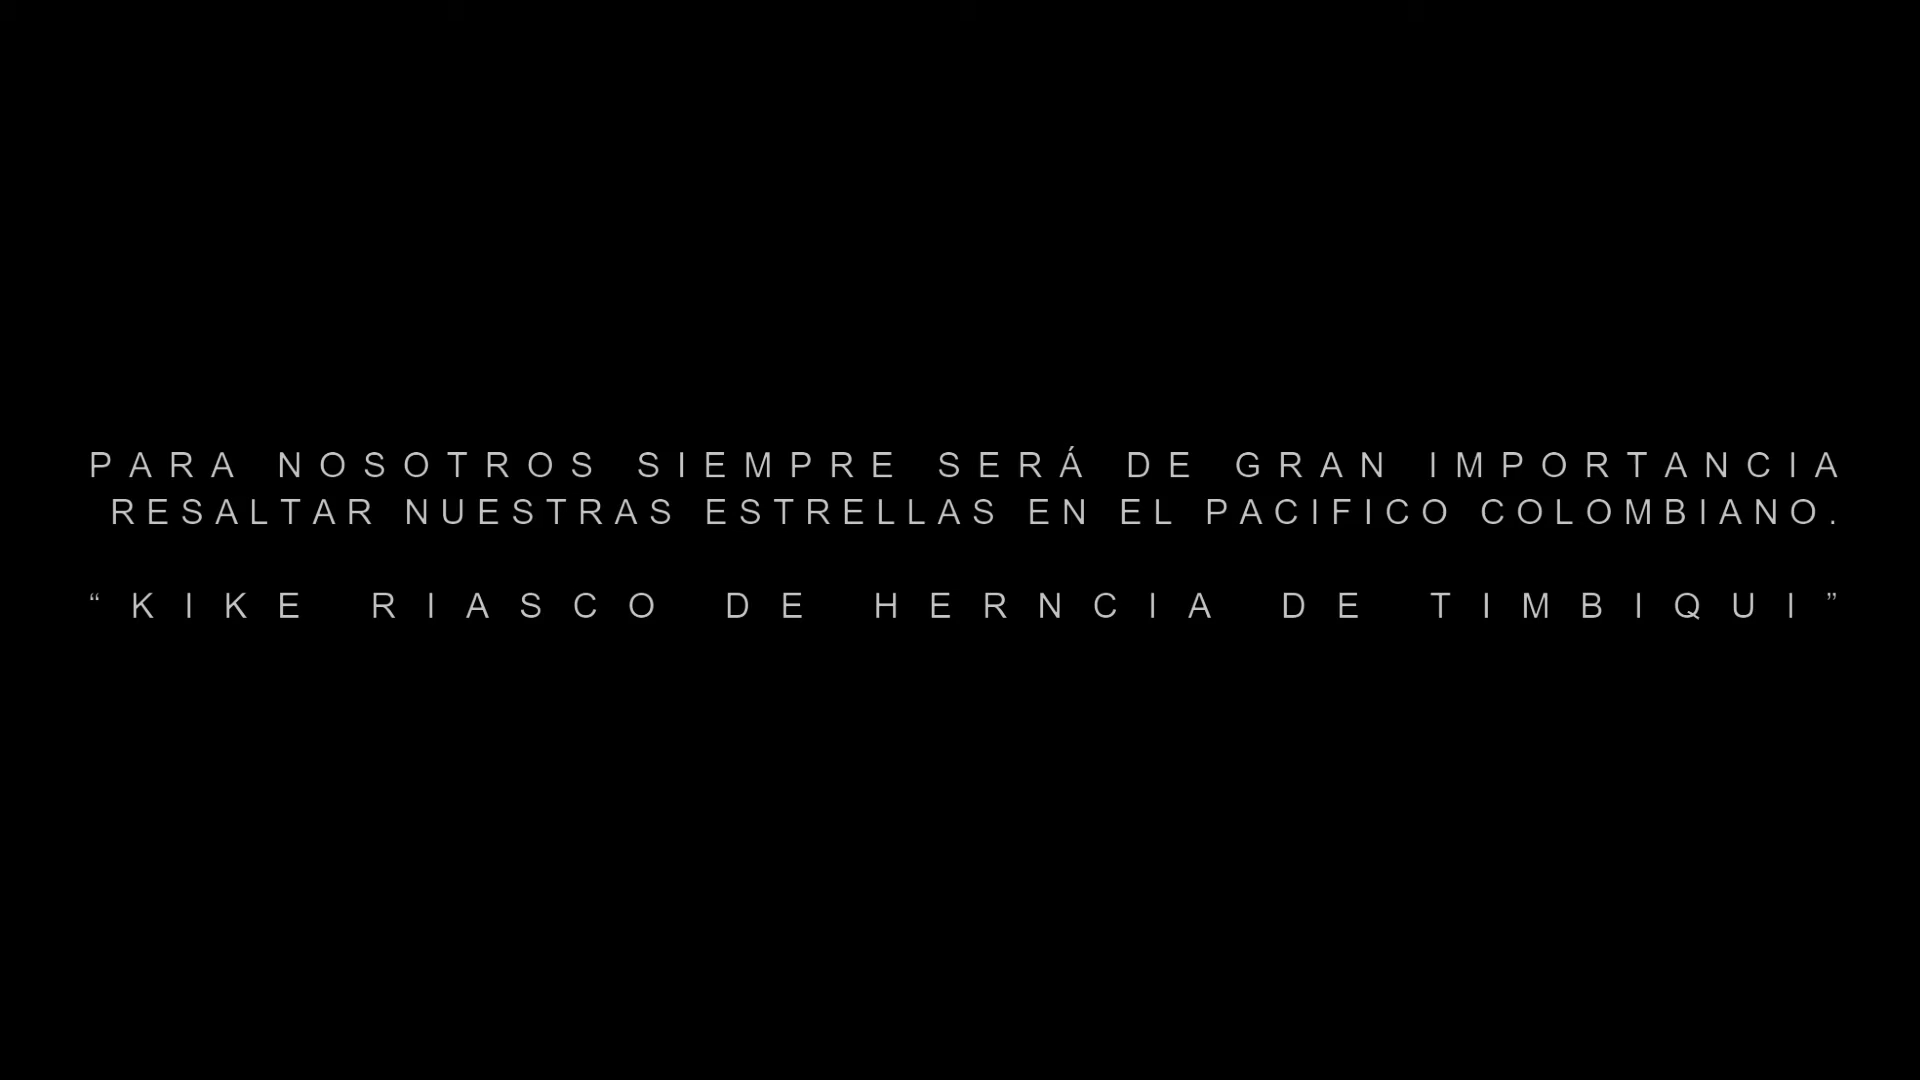 PARA NOSOTROS SIEMPRE SERÁ DE GRAN IMPORTANCIA
RESALTAR NUESTRAS ESTRELLAS EN EL PACIFICO COLOMBIANO.
“KIKE RIASCO DE HERNCIA DE TIMBIQUI”